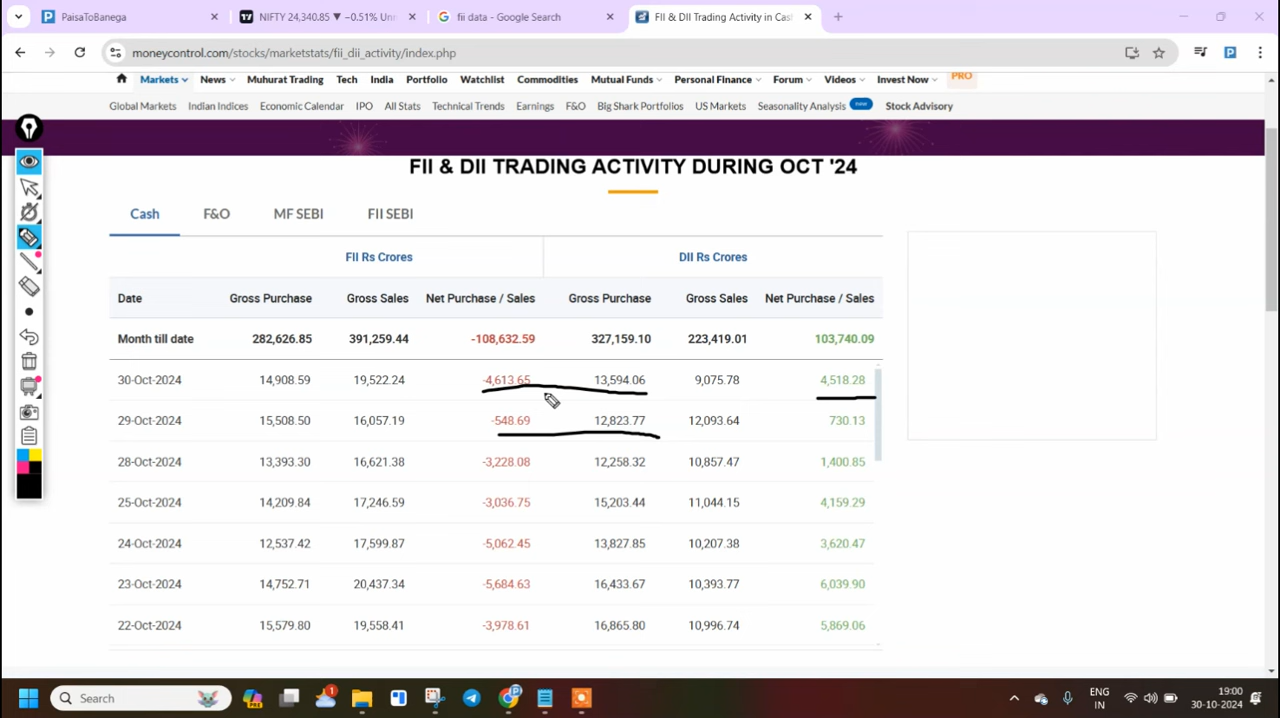 PaisaToBanega
NIFTY 24,340.85 ▼ −0.51% Unr
fii data - Google Search
FII & DII Trading Activity in Cas
moneycontrol.com/stocks/marketstats/fii_dii_activity/index.php
Markets News Muhurat Trading Tech India Portfolio Watchlist Commodities Mutual Funds Personal Finance Forum Videos Invest Now PRO
Global Markets Indian Indices Economic Calendar IPO All Stats Technical Trends Earnings F&O Big Shark Portfolios US Markets Seasonality Analysis new Stock Advisory
FII & DII TRADING ACTIVITY DURING OCT '24
Cash F&O MF SEBI FII SEBI
FII Rs Crores DII Rs Crores
Date Gross Purchase Gross Sales Net Purchase / Sales Gross Purchase Gross Sales Net Purchase / Sales
Month till date 282,626.85 391,259.44 -108,632.59 327,159.10 223,419.01 103,740.09
30-Oct-2024 14,908.59 19,522.24 -4,613.65 13,594.06 9,075.78 4,518.28
29-Oct-2024 15,508.50 16,057.19 -548.69 12,823.77 12,093.64 730.13
28-Oct-2024 13,393.30 16,621.38 -3,228.08 12,258.32 10,857.47 1,400.85
25-Oct-2024 14,209.84 17,246.59 -3,036.75 15,203.44 11,044.15 4,159.29
24-Oct-2024 12,537.42 17,599.87 -5,062.45 13,827.85 10,207.38 3,620.47
23-Oct-2024 14,752.71 20,437.34 -5,684.63 16,433.67 10,393.77 6,039.90
22-Oct-2024 15,579.80 19,558.41 -3,978.61 16,865.80 10,996.74 5,869.06
Search
PRE
1
ENG
IN
19:00
30-10-2024